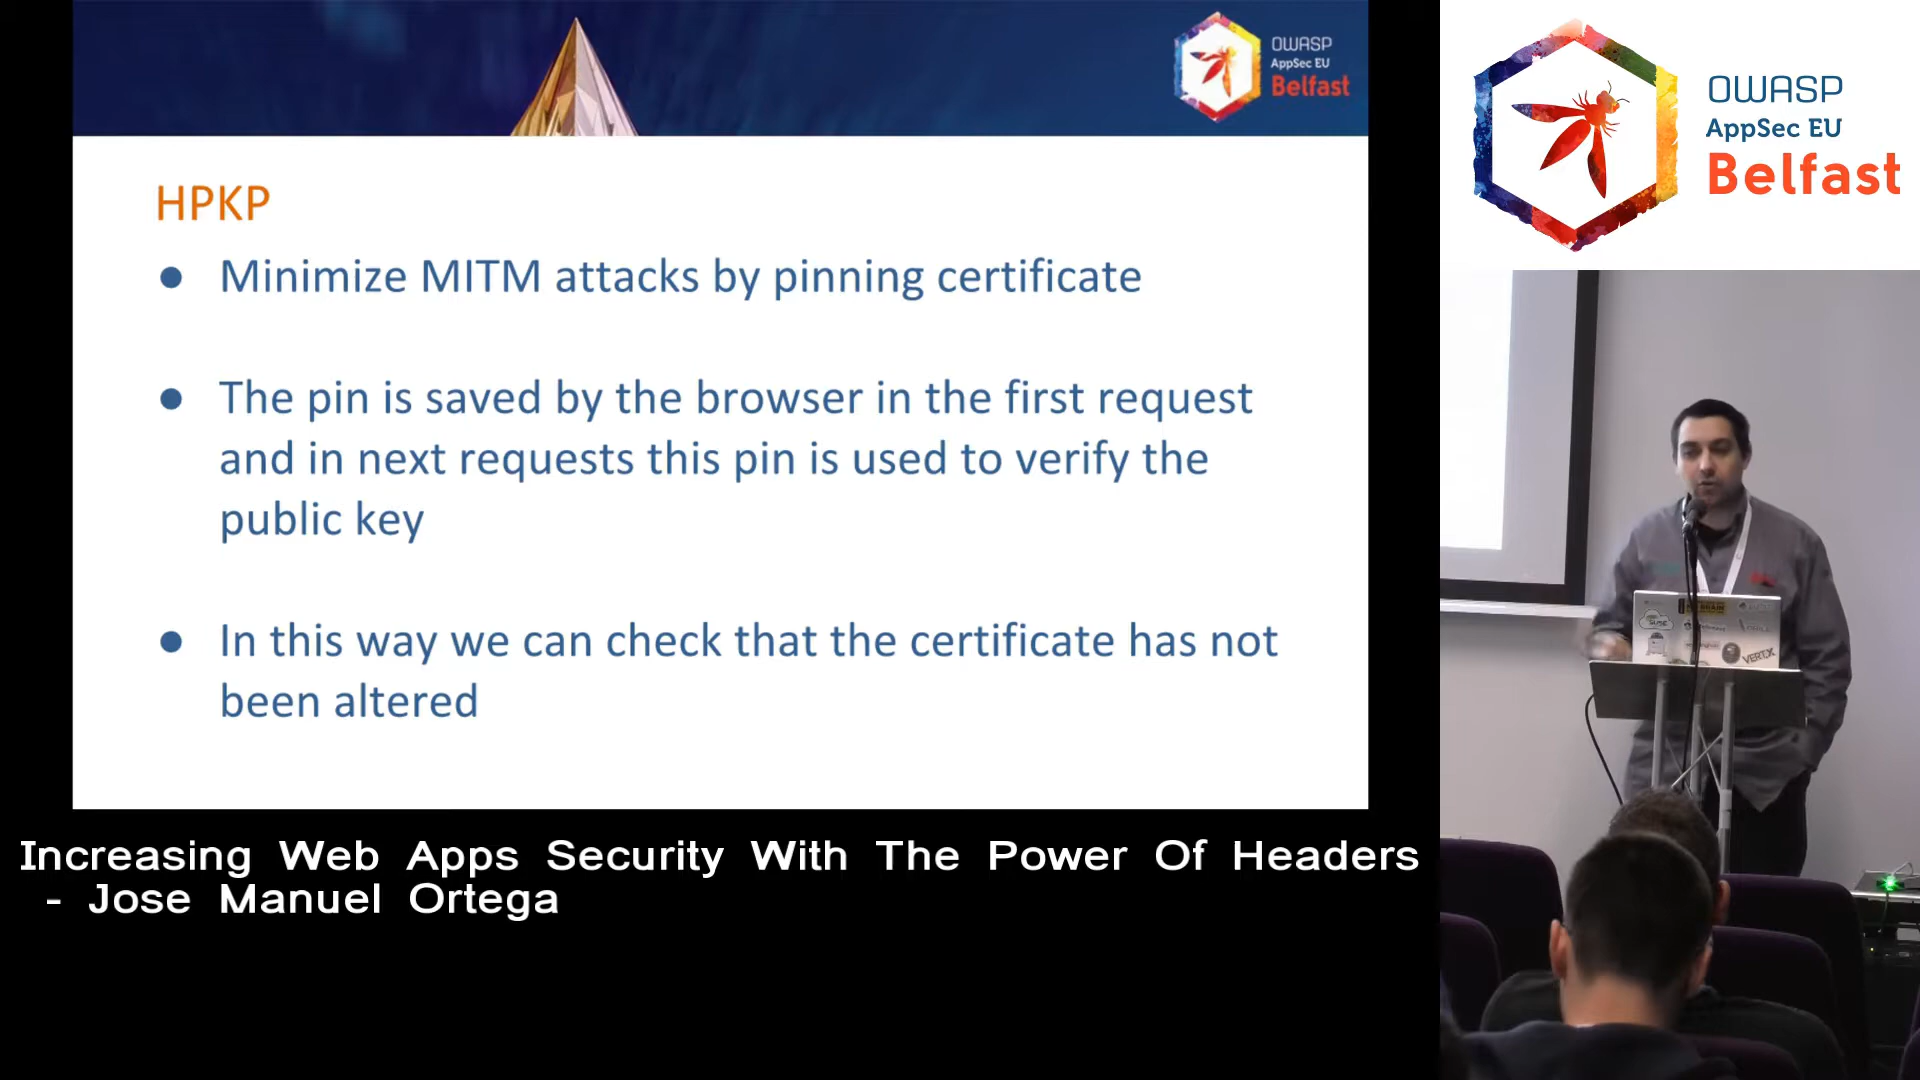 OWASP
AppSec EU
Belfast
HPKP
● Minimize MITM attacks by pinning certificate
● The pin is saved by the browser in the first request
and in next requests this pin is used to verify the
public key
● In this way we can check that the certificate has not
been altered
Increasing Web Apps Security With The Power Of Headers
- Jose Manuel Ortega
OWASP
AppSec EU
Belfast
VERT.X